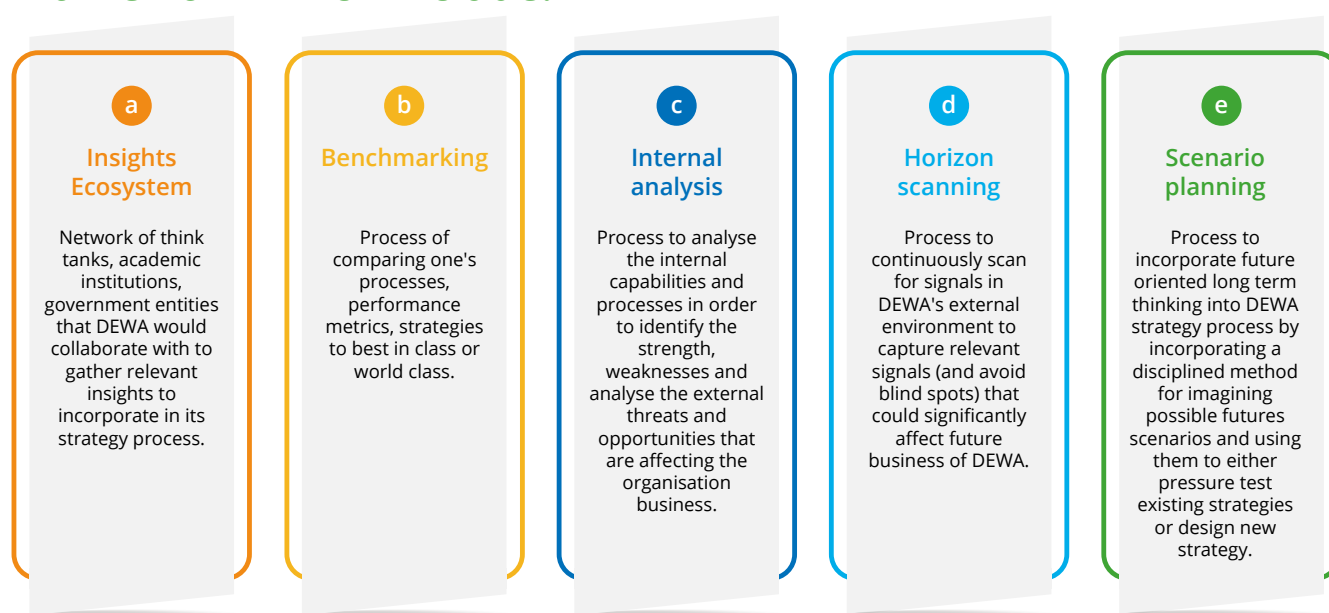 a
Insights
Ecosystem
Network of think
tanks, academic
institutions,
government entities
that DEWA would
collaborate with to
gather relevant
insights to
incorporate in its
strategy process.
b
Benchmarking
Process of
comparing one's
processes,
performance
metrics, strategies
to best in class or
world class.
c
Internal
analysis
Process to analyse
the internal
capabilities and
processes in order
to identify the
strength,
weaknesses and
analyse the external
threats and
opportunities that
are affecting the
organisation
business.
d
Horizon
scanning
Process to
continuously scan
for signals in
DEWA's external
environment to
capture relevant
signals (and avoid
blind spots) that
could significantly
affect future
business of DEWA.
e
Scenario
planning
Process to
incorporate future
oriented long term
thinking into DEWA
strategy process by
incorporating a
disciplined method
for imagining
possible futures
scenarios and using
them to either
pressure test
existing strategies
or design new
strategy.